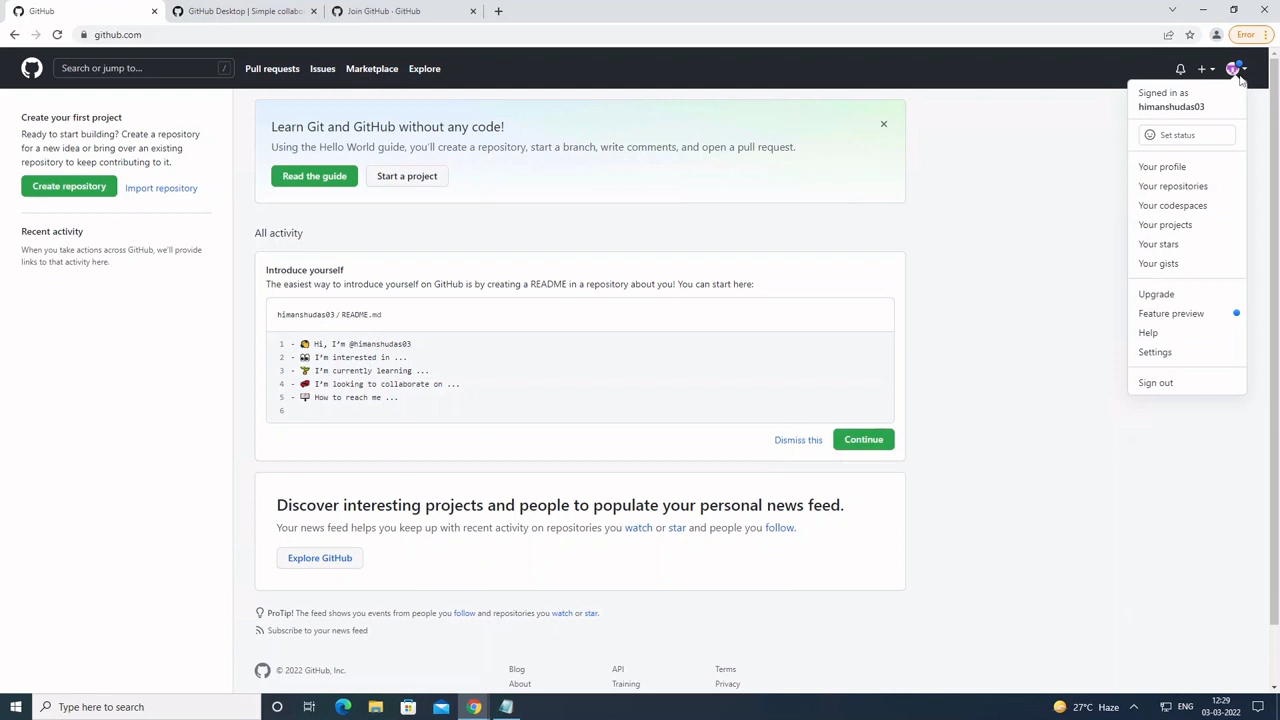 GitHub
GitHub Desktop | Simple collabo
Join GitHub · GitHub
github.com
Error
Search or jump to...
/
Pull requests
Issues
Marketplace
Explore
Signed in as
himanshudas03
Set status
Your profile
Your repositories
Your codespaces
Your projects
Your stars
Your gists
Upgrade
Feature preview
Help
Settings
Sign out
Create your first project
Ready to start building? Create a repository
for a new idea or bring over an existing
repository to keep contributing to it.
Create repository
Import repository
Recent activity
When you take actions across GitHub, we'll provide
links to that activity here.
Learn Git and GitHub without any code!
Using the Hello World guide, you'll create a repository, start a branch, write comments, and open a pull request.
Read the guide
Start a project
All activity
Introduce yourself
The easiest way to introduce yourself on GitHub is by creating a README in a repository about you! You can start here:
himanshudas03 / README.md
1 - 👋 Hi, I'm @himanshudas03
2 - 👀 I'm interested in ...
3 - 🌱 I'm currently learning ...
4 - 💞️ I'm looking to collaborate on ...
5 - 📫 How to reach me ...
6
Dismiss this
Continue
Discover interesting projects and people to populate your personal news feed.
Your news feed helps you keep up with recent activity on repositories you watch or star and people you follow.
Explore GitHub
ProTip! The feed shows you events from people you follow and repositories you watch or star.
Subscribe to your news feed
© 2022 GitHub, Inc.
Blog
About
API
Training
Terms
Privacy
Type here to search
27°C Haze
ENG
12:29
03-03-2022